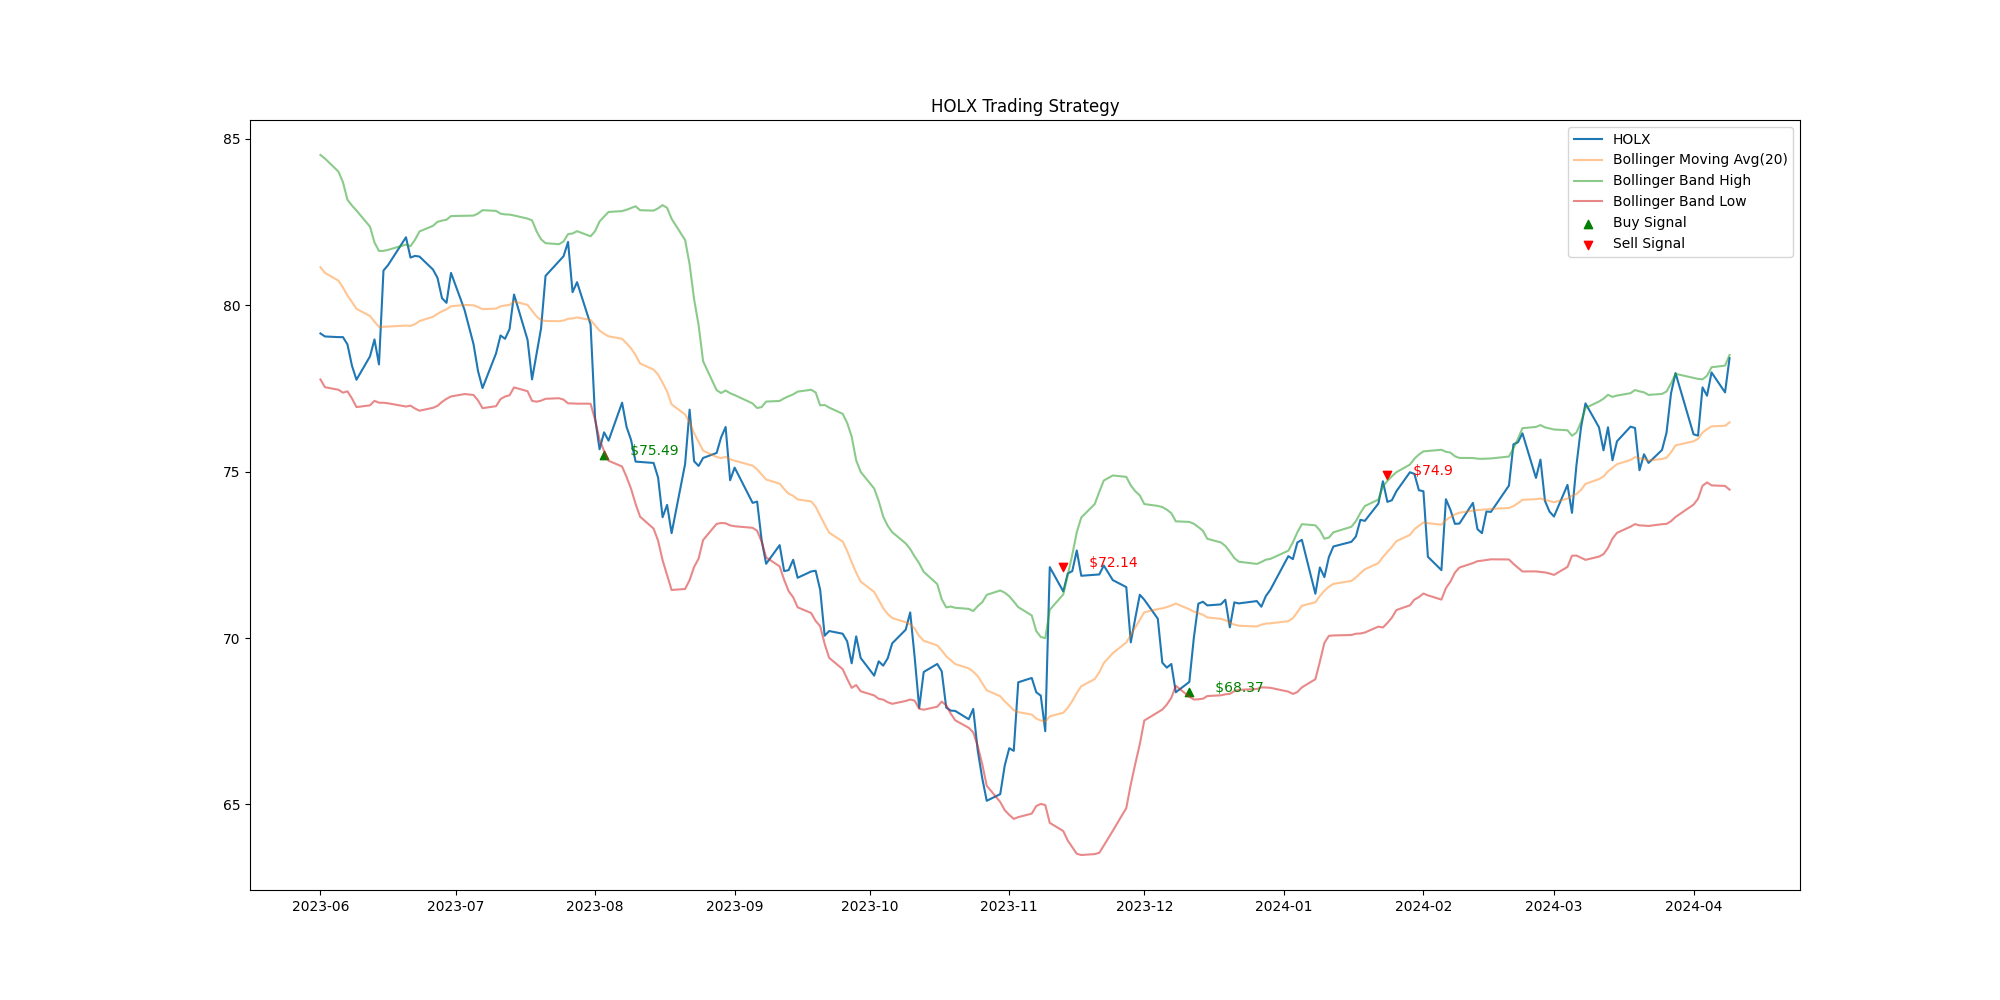 HOLX Trading Strategy
85
80
75
70
65
HOLX
Bollinger Moving Avg(20)
Bollinger Band High
Bollinger Band Low
Buy Signal
Sell Signal
$75.49
$74.9
$72.14
$68.37
2023-06
2023-07
2023-08
2023-09
2023-10
2023-11
2023-12
2024-01
2024-02
2024-03
2024-04